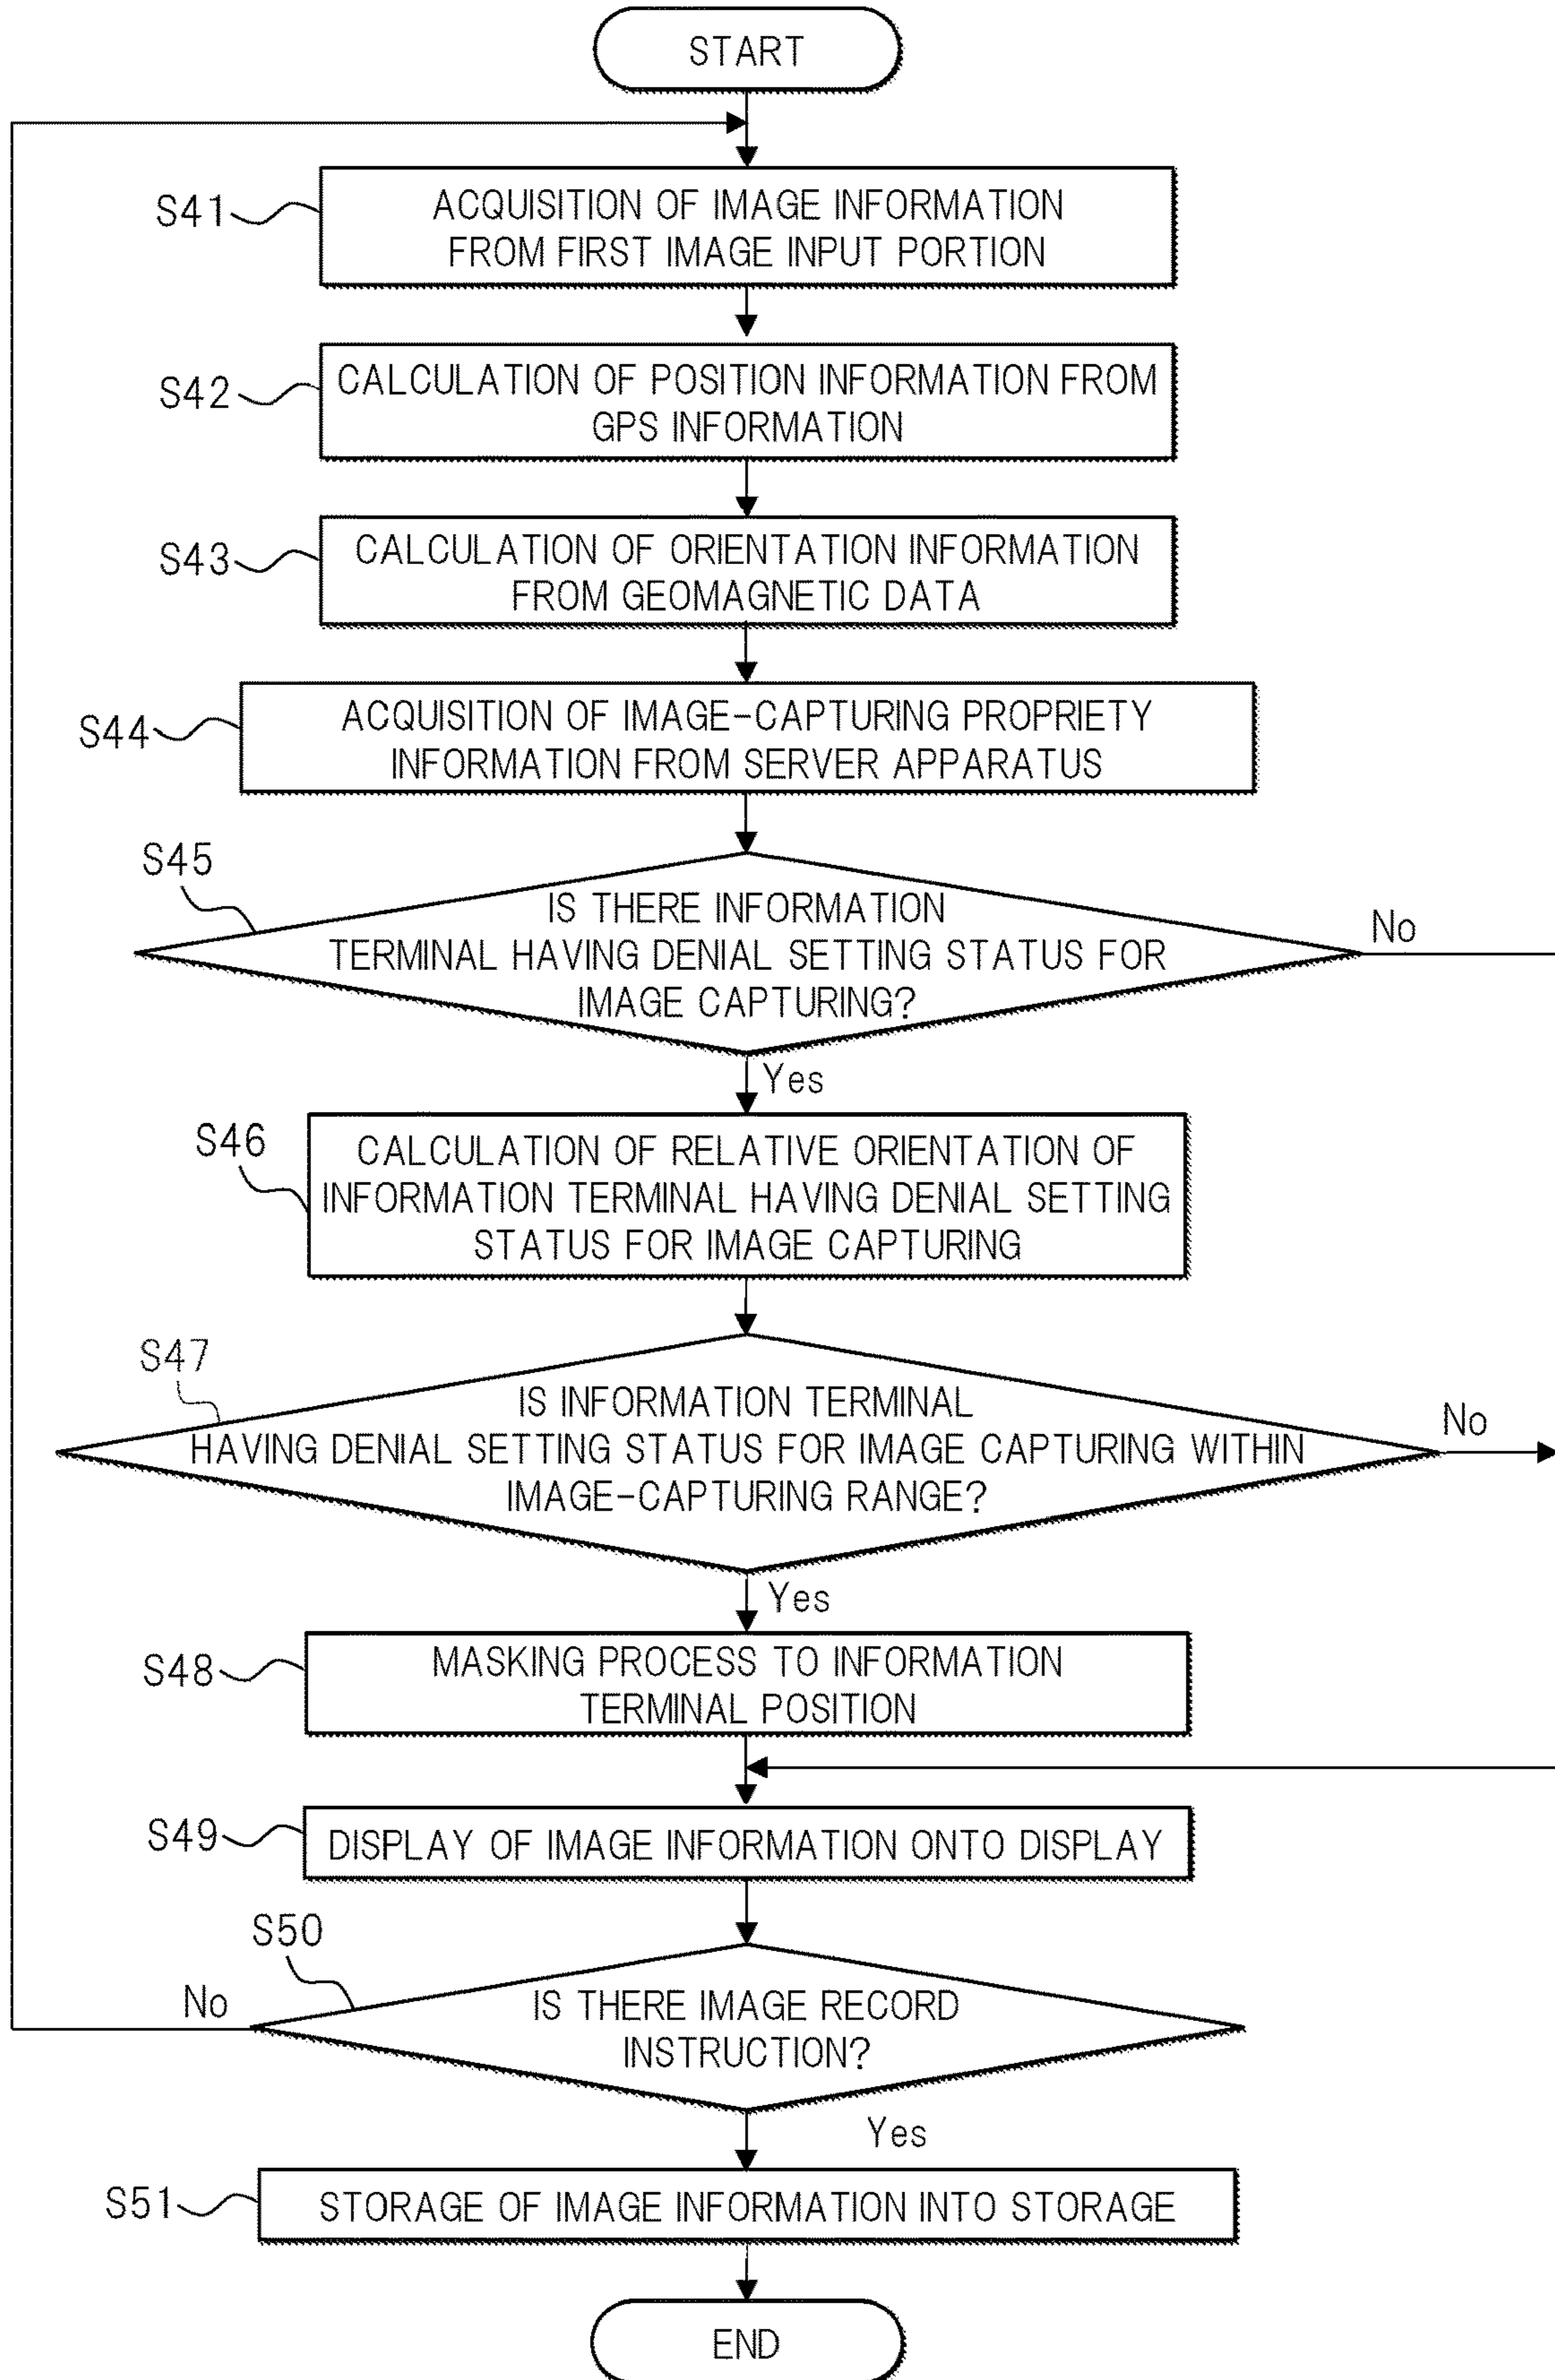 START
S41
ACQUISITION OF IMAGE INFORMATION
FROM FIRST IMAGE INPUT PORTION
S42
CALCULATION OF POSITION INFORMATION FROM
GPS INFORMATION
S43
CALCULATION OF ORIENTATION INFORMATION
FROM GEOMAGNETIC DATA
S44
ACQUISITION OF IMAGE-CAPTURING PROPRIETY
INFORMATION FROM SERVER APPARATUS
S45
IS THERE INFORMATION
TERMINAL HAVING DENIAL SETTING STATUS FOR
IMAGE CAPTURING?
No
Yes
S46
CALCULATION OF RELATIVE ORIENTATION OF
INFORMATION TERMINAL HAVING DENIAL SETTING
STATUS FOR IMAGE CAPTURING
S47
IS INFORMATION TERMINAL
HAVING DENIAL SETTING STATUS FOR IMAGE CAPTURING WITHIN
IMAGE-CAPTURING RANGE?
No
Yes
S48
MASKING PROCESS TO INFORMATION
TERMINAL POSITION
S49
DISPLAY OF IMAGE INFORMATION ONTO DISPLAY
S50
No
IS THERE IMAGE RECORD
INSTRUCTION?
Yes
S51
STORAGE OF IMAGE INFORMATION INTO STORAGE
END